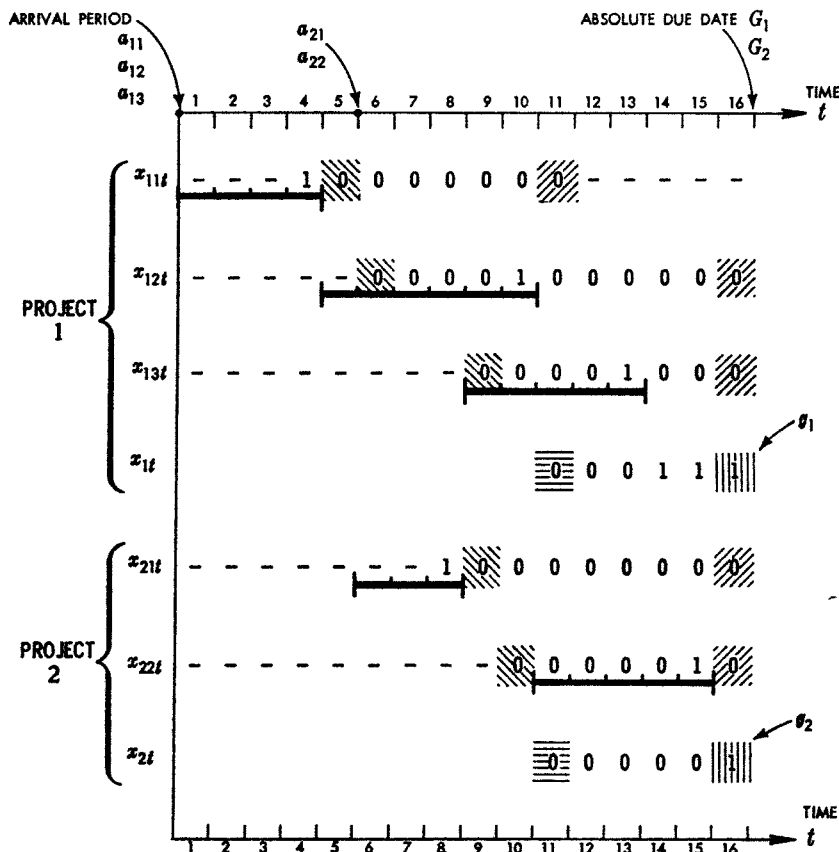 ARRIVAL PERIOD
a₁₁
a₁₂
a₁₃
a₂₁
a₂₂
ABSOLUTE DUE DATE G₁
G₂
1 2 3 4 5 6 7 8 9 10 11 12 13 14 15 16
TIME
t
PROJECT
1
x₁₁t - - - 1 0 0 0 0 0 0 0 - - - - -
x₁₂t - - - - - 0 0 0 0 1 0 0 0 0 0 0
x₁₃t - - - - - - - - 0 0 0 0 1 0 0 0
x₁t 0 0 0 1 1 1
g₁
PROJECT
2
x₂₁t - - - - - - - 1 0 0 0 0 0 0 0 0
x₂₂t - - - - - - - - - 0 0 0 0 0 1 0
x₂t 0 0 0 0 0 1
g₂
1 2 3 4 5 6 7 8 9 10 11 12 13 14 15 16
TIME
t